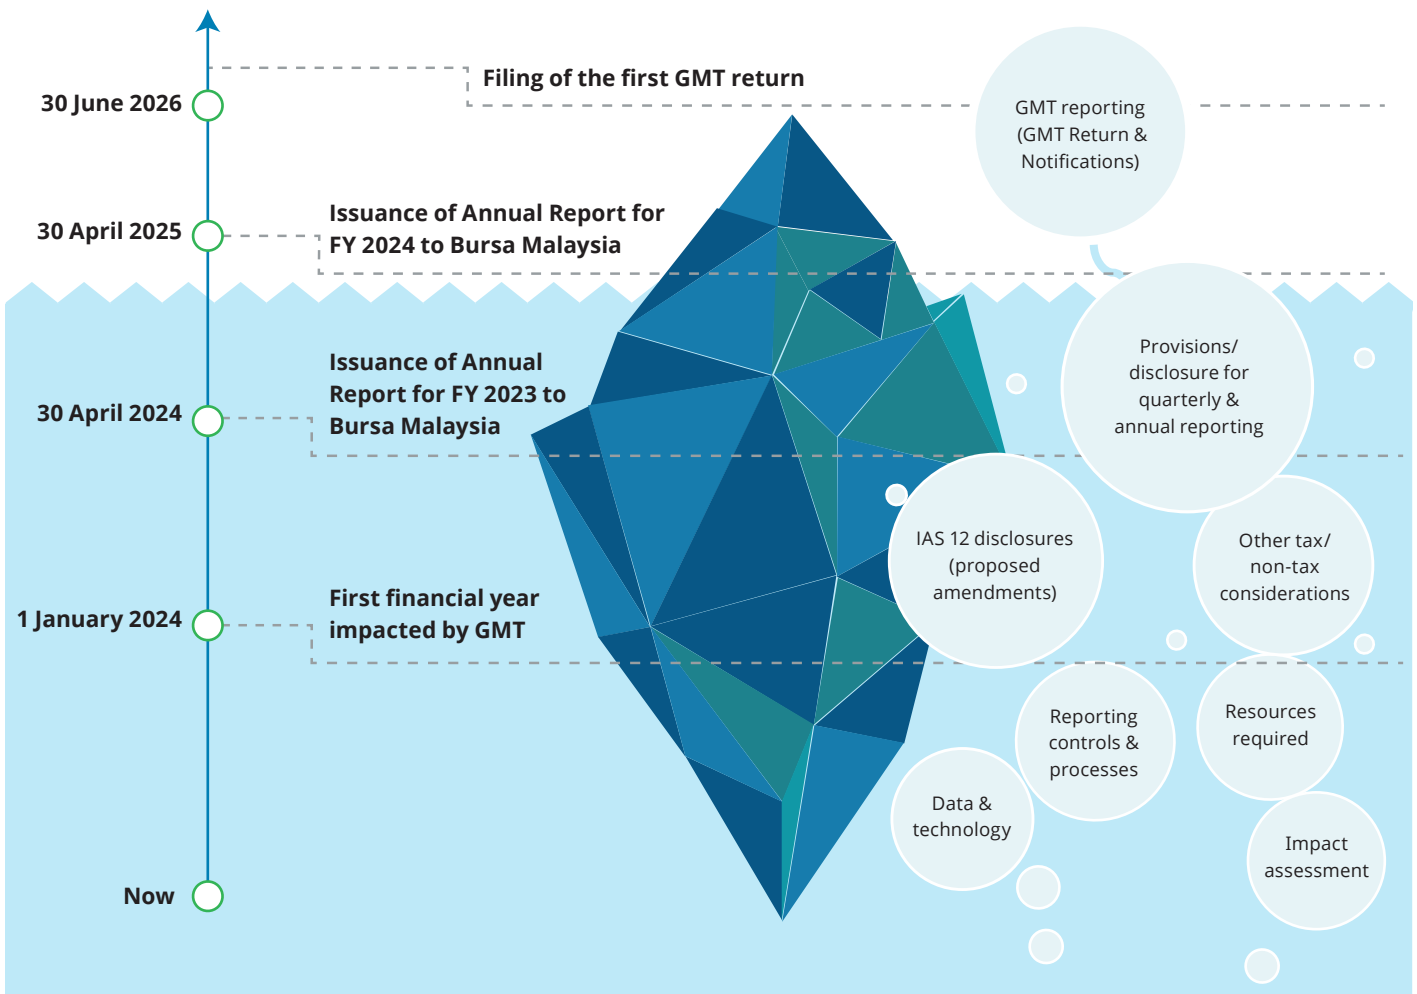 30 June 2026
Filing of the first GMT return
GMT reporting
(GMT Return &
Notifications)
30 April 2025
Issuance of Annual Report for
FY 2024 to Bursa Malaysia
Provisions/
disclosure for
quarterly &
annual reporting
30 April 2024
Issuance of Annual
Report for FY 2023 to
Bursa Malaysia
IAS 12 disclosures
(proposed
amendments)
Other tax/
non-tax
considerations
1 January 2024
First financial year
impacted by GMT
Reporting
controls &
processes
Resources
required
Data &
technology
Impact
assessment
Now